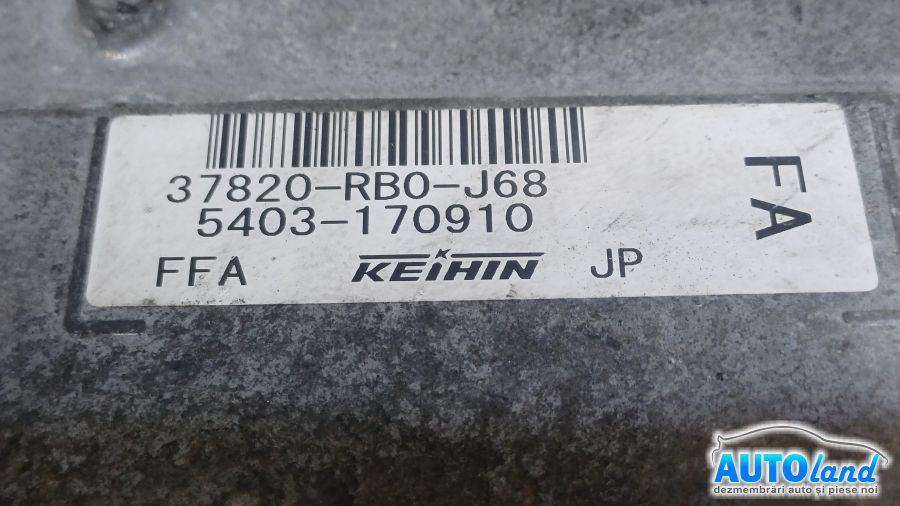 37820-RB0-J68
5403-170910
FFA KEIHIN JP
FA
AUTOland
dezmembrări auto și piese noi